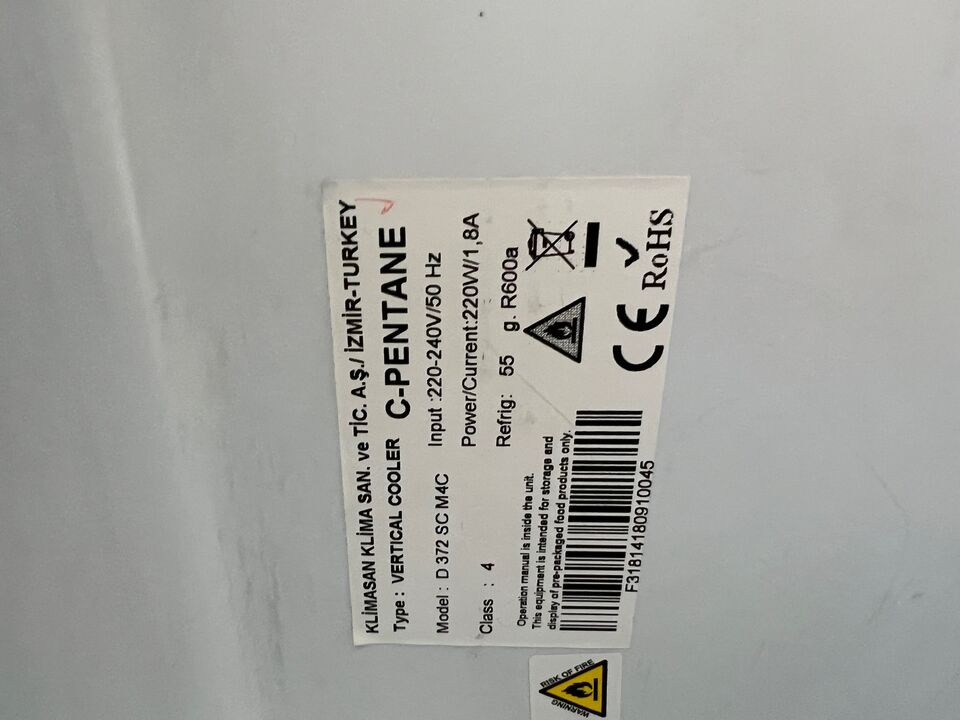 KLİMASAN KLİMA SAN. ve TİC. A.Ş./ İZMİR-TURKEY
Type : VERTICAL COOLER C-PENTANE
Model : D 372 SC M4C Input :220-240V/50 Hz
Power/Current:220W/1,8A
Class : 4 Refrig: 55 g. R600a
Operation manual is inside the unit.
This equipment is intended for storage and
display of pre-packaged food products only.
CE RoHS
F31814180910045
RISK OF FIRE
WARNING